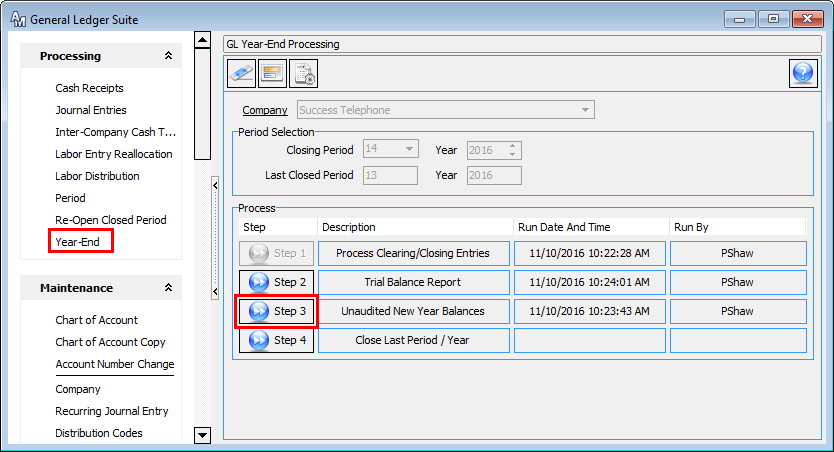 AM General Ledger Suite
Processing
Cash Receipts
Journal Entries
Inter-Company Cash T...
Labor Entry Reallocation
Labor Distribution
Period
Re-Open Closed Period
Year-End
Maintenance
Chart of Account
Chart of Account Copy
Account Number Change
Company
Recurring Journal Entry
Distribution Codes
GL Year-End Processing
?
Company Success Telephone
Period Selection
Closing Period 14 Year 2016
Last Closed Period 13 Year 2016
Process
Step Description Run Date And Time Run By
Step 1 Process Clearing/Closing Entries 11/10/2016 10:22:28 AM PShaw
Step 2 Trial Balance Report 11/10/2016 10:24:01 AM PShaw
Step 3 Unaudited New Year Balances 11/10/2016 10:23:43 AM PShaw
Step 4 Close Last Period / Year